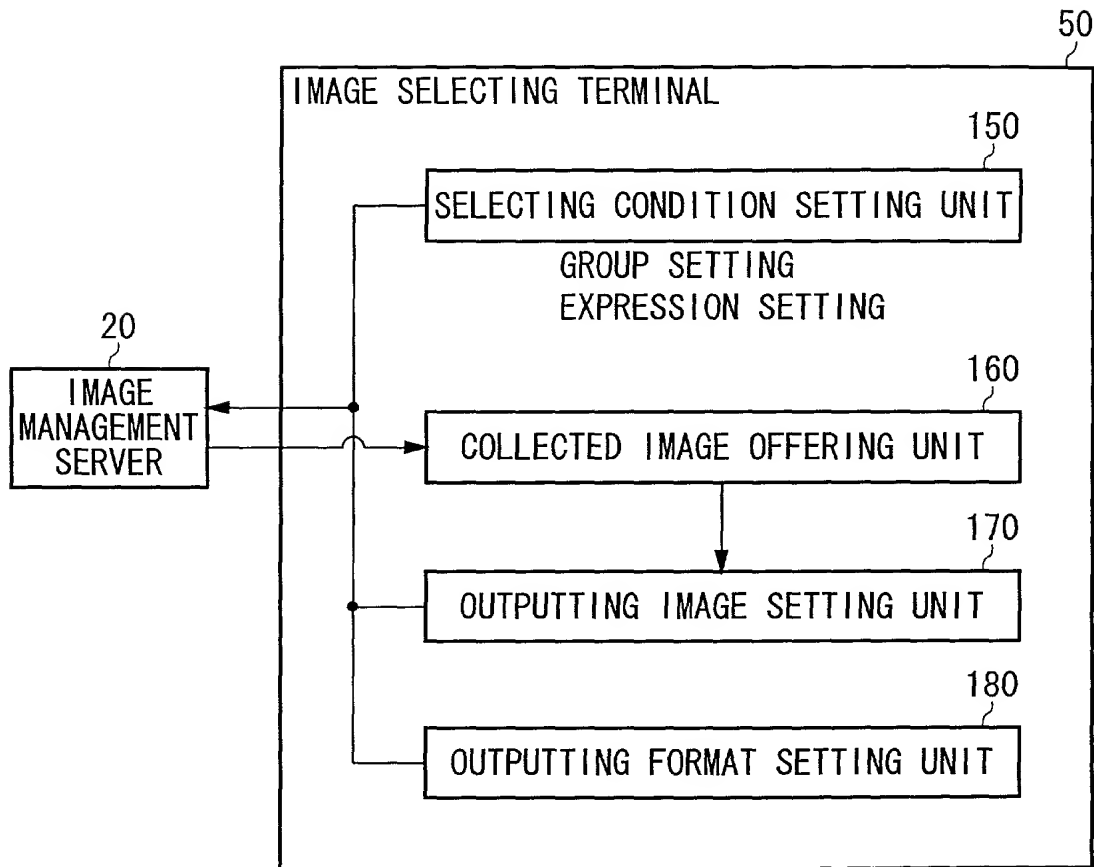 50
IMAGE SELECTING TERMINAL
150
SELECTING CONDITION SETTING UNIT
GROUP SETTING
EXPRESSION SETTING
20
IMAGE
MANAGEMENT
SERVER
160
COLLECTED IMAGE OFFERING UNIT
170
OUTPUTTING IMAGE SETTING UNIT
180
OUTPUTTING FORMAT SETTING UNIT